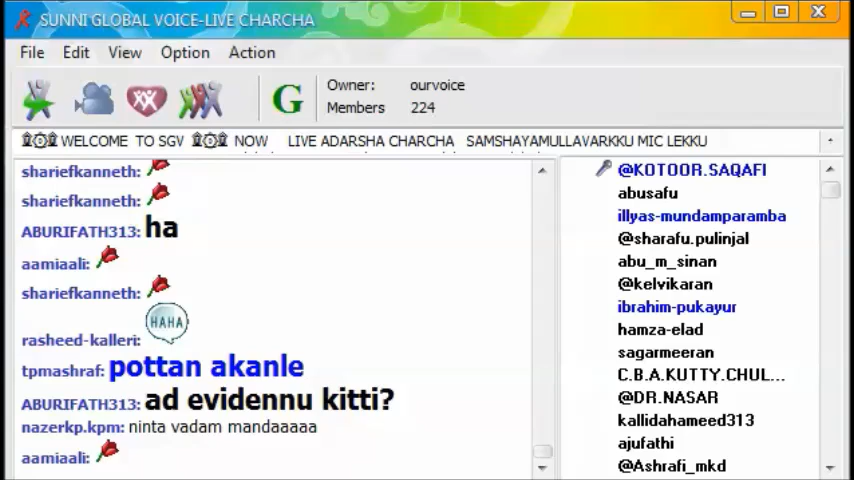 SUNNI GLOBAL VOICE-LIVE CHARCHA
File Edit View Option Action
G Owner: ourvoice
Members 224
WELCOME TO SGV NOW LIVE ADARSHA CHARCHA SAMSHAYAMULLAVARKKU MIC LEKKU
shariefkanneth:
shariefkanneth:
ABURIFATH313: ha
aamiaali:
shariefkanneth:
HAHA
rasheed-kalleri:
tpmashraf: pottan akanle
ABURIFATH313: ad evidennu kitti?
nazerkp.kpm: ninta vadam mandaaaaa
aamiaali:
@KOTOOR.SAQAFI
abusafu
illyas-mundamparamba
@sharafu.pulinjal
abu_m_sinan
@kelvikaran
ibrahim-pukayur
hamza-elad
sagarmeeran
C.B.A.KUTTY.CHUL...
@DR.NASAR
kallidahameed313
ajufathi
@Ashrafi_mkd